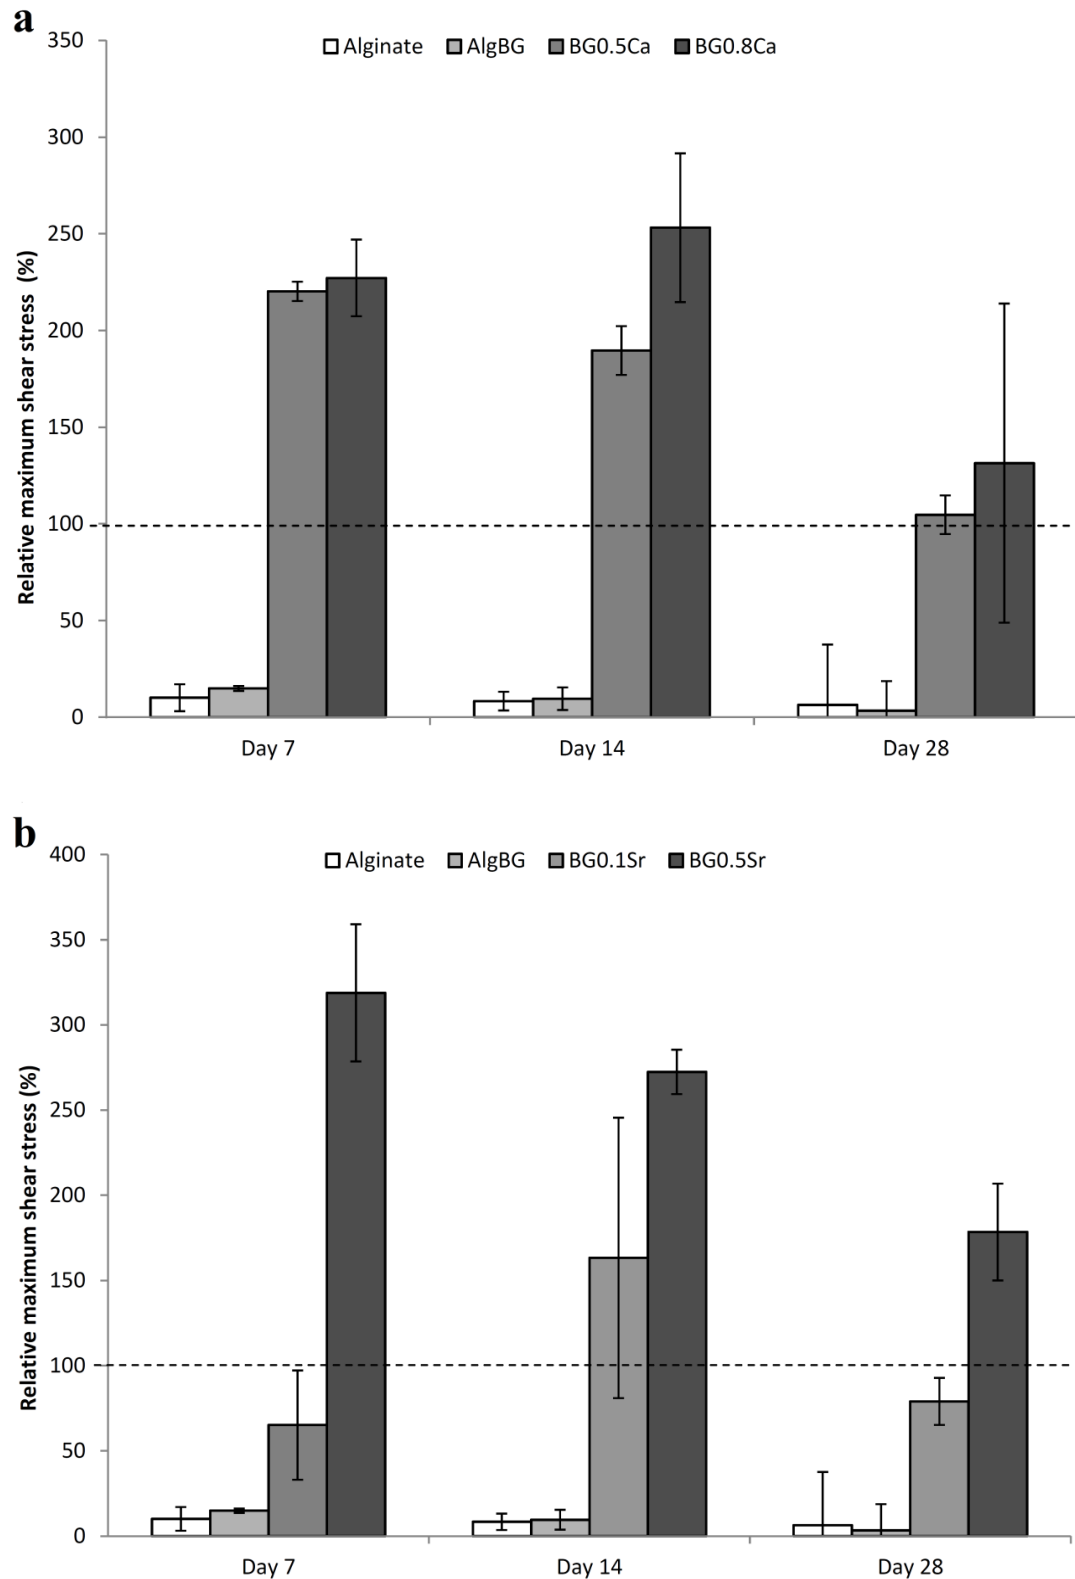 a
350
Alginate AlgBG BG0.5Ca BG0.8Ca
300
250
200
150
100
50
0
Relative maximum shear stress (%)
Day 7 Day 14 Day 28
b
400
Alginate AlgBG BG0.1Sr BG0.5Sr
350
300
250
200
150
100
50
0
Relative maximum shear stress (%)
Day 7 Day 14 Day 28